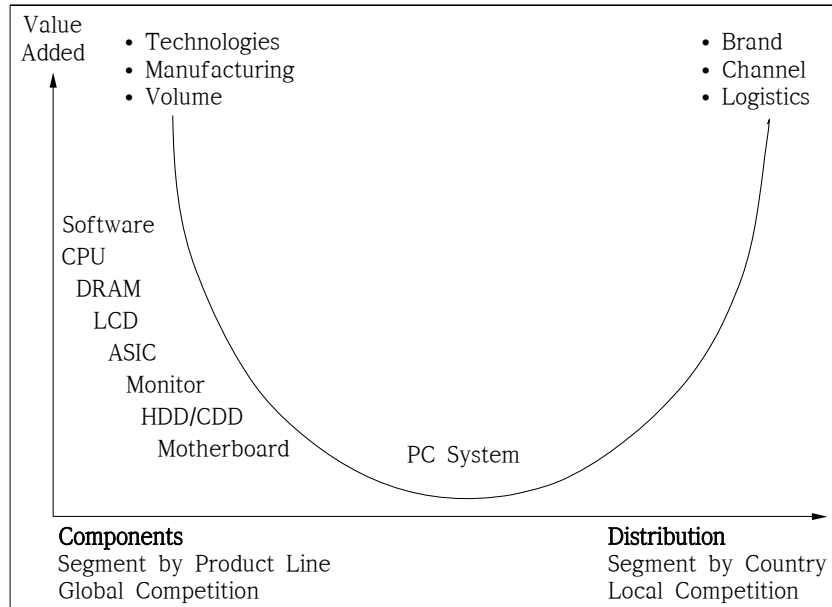 Value
Added
• Technologies
• Manufacturing
• Volume
• Brand
• Channel
• Logistics
Software
CPU
DRAM
LCD
ASIC
Monitor
HDD/CDD
Motherboard
PC System
Components
Segment by Product Line
Global Competition
Distribution
Segment by Country
Local Competition